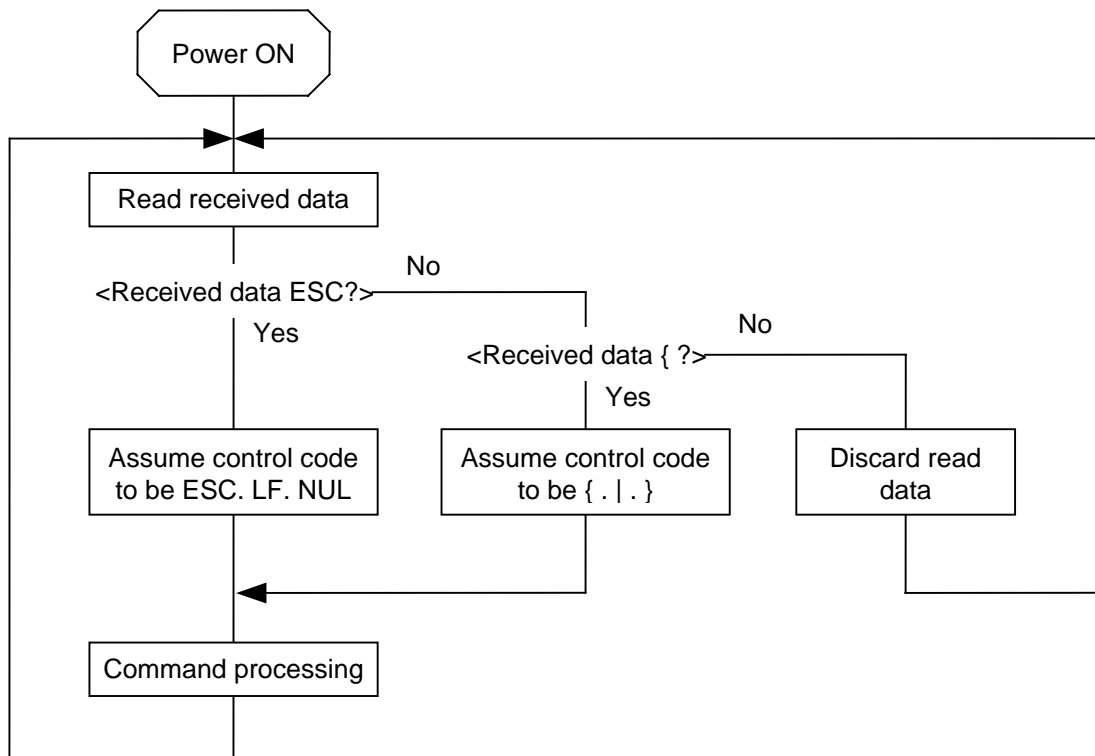 Power ON
Read received data
No
<Received data ESC?>
Yes
No
<Received data { ?>
Yes
Assume control code
to be ESC. LF. NUL
Assume control code
to be { . | . }
Discard read
data
Command processing